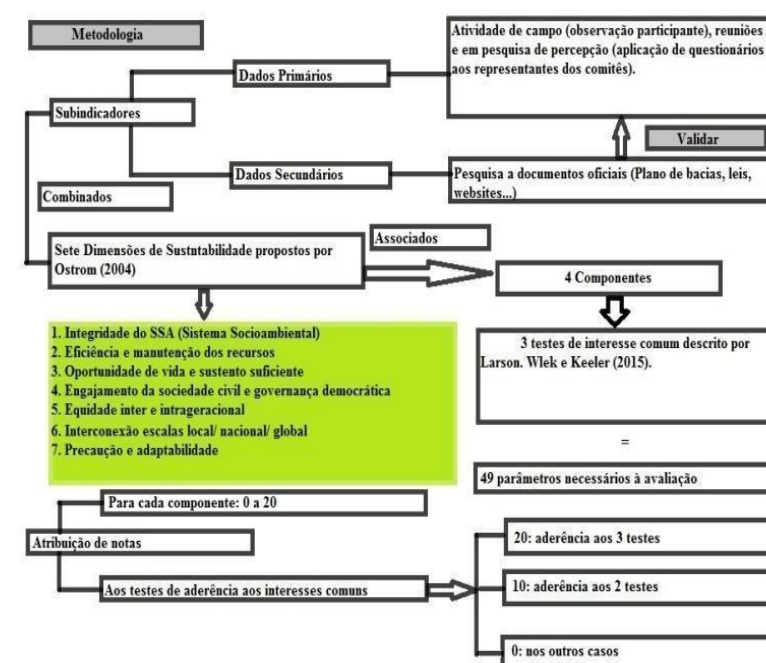 Metodologia
Atividade de campo (observação participante), reuniões
e em pesquisa de percepção (aplicação de questionários
aos representantes dos comitês).
Dados Primários
Subindicadores
Validar
Dados Secundários
Pesquisa a documentos oficiais (Plano de bacias, leis,
websites...)
Combinados
Sete Dimensões de Sustntabilidade propostos por
Ostrom (2004)
Associados
4 Componentes
1. Integridade do SSA (Sistema Socioambiental)
2. Eficiência e manutenção dos recursos
3. Oportunidade de vida e sustento suficiente
4. Engajamento da sociedade civil e governança democrática
5. Equidade inter e intrageracional
6. Interconexão escalas local/ nacional/ global
7. Precaução e adaptabilidade
3 testes de interesse comum descrito por
Larson. Wlek e Keeler (2015).
=
49 parâmetros necessários à avaliação
Para cada componente: 0 a 20
Atribuição de notas
Aos testes de aderência aos interesses comuns
20: aderência aos 3 testes
10: aderência aos 2 testes
0: nos outros casos